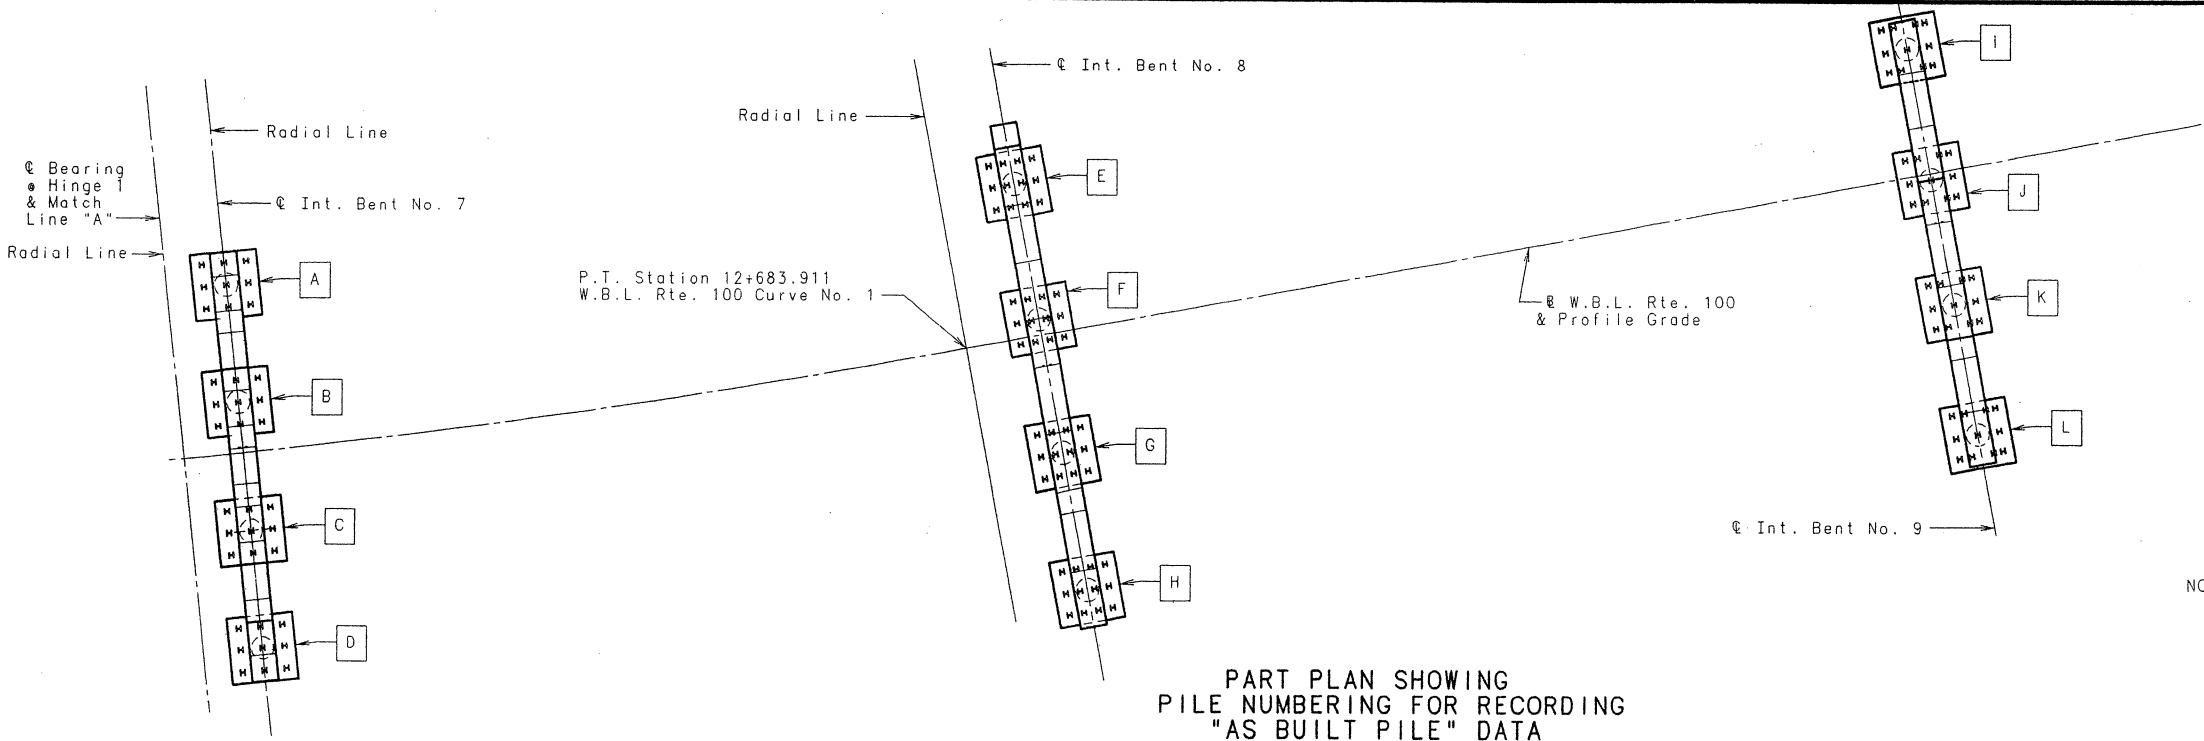 ℄ Int. Bent No. 8
Radial Line
Radial Line
℄ Bearing
@ Hinge 1
& Match
Line "A"
℄ Int. Bent No. 7
Radial Line
P.T. Station 12+683.911
W.B.L. Rte. 100 Curve No. 1
℄ W.B.L. Rte. 100
& Profile Grade
℄ Int. Bent No. 9
A
B
C
D
E
F
G
H
I
J
K
L
NO
PART PLAN SHOWING
PILE NUMBERING FOR RECORDING
"AS BUILT PILE" DATA